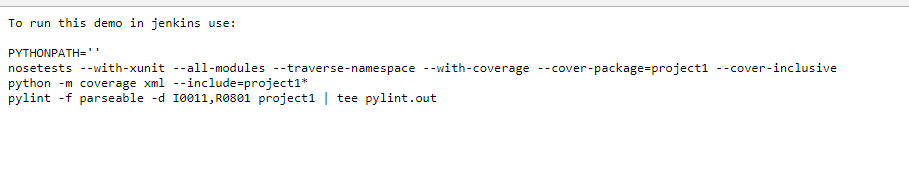 To run this demo in jenkins use:
PYTHONPATH=''
nosetests --with-xunit --all-modules --traverse-namespace --with-coverage --cover-package=project1 --cover-inclusive
python -m coverage xml --include=project1*
pylint -f parseable -d I0011,R0801 project1 | tee pylint.out